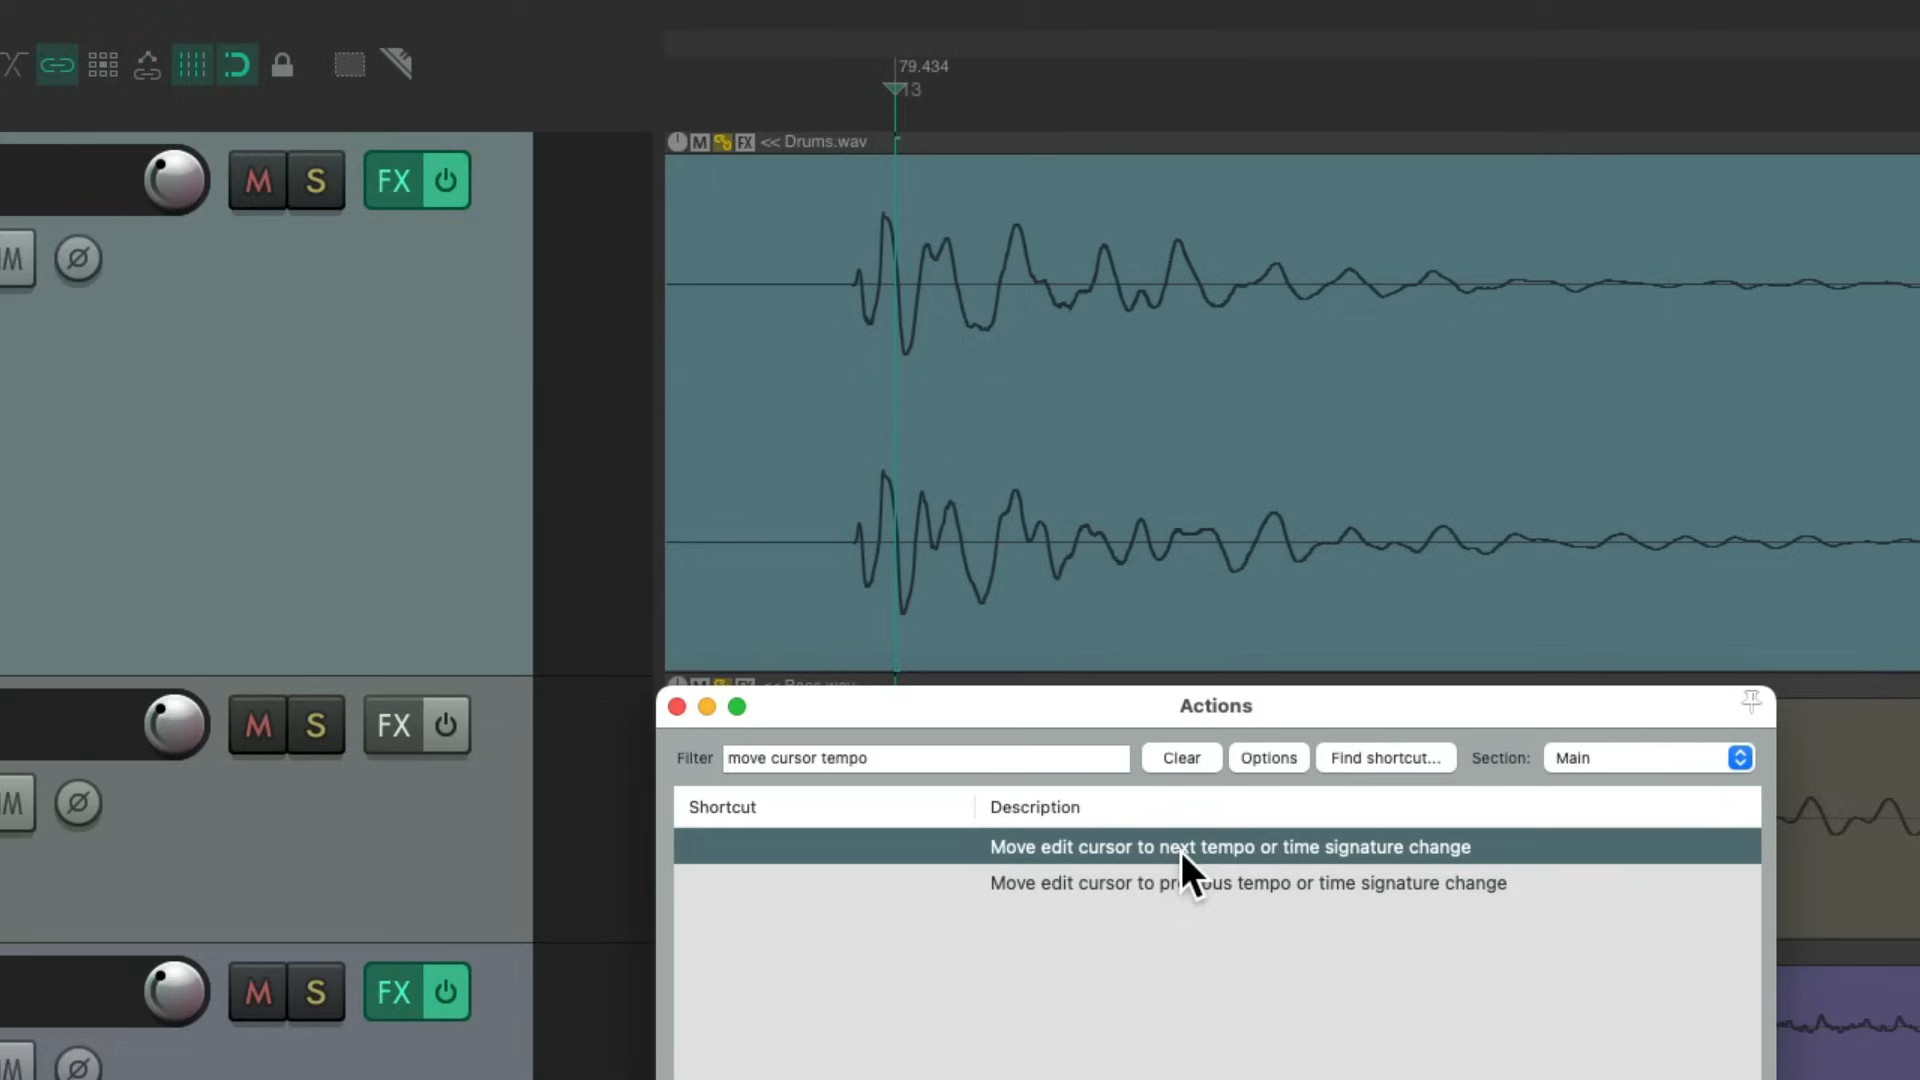 79.434
13
M FX << Drums.wav
M S FX
M
Ø
M S FX
M
Ø
Actions
Filter move cursor tempo Clear Options Find shortcut... Section: Main
Shortcut Description
Move edit cursor to next tempo or time signature change
Move edit cursor to previous tempo or time signature change
M S FX
M
Ø